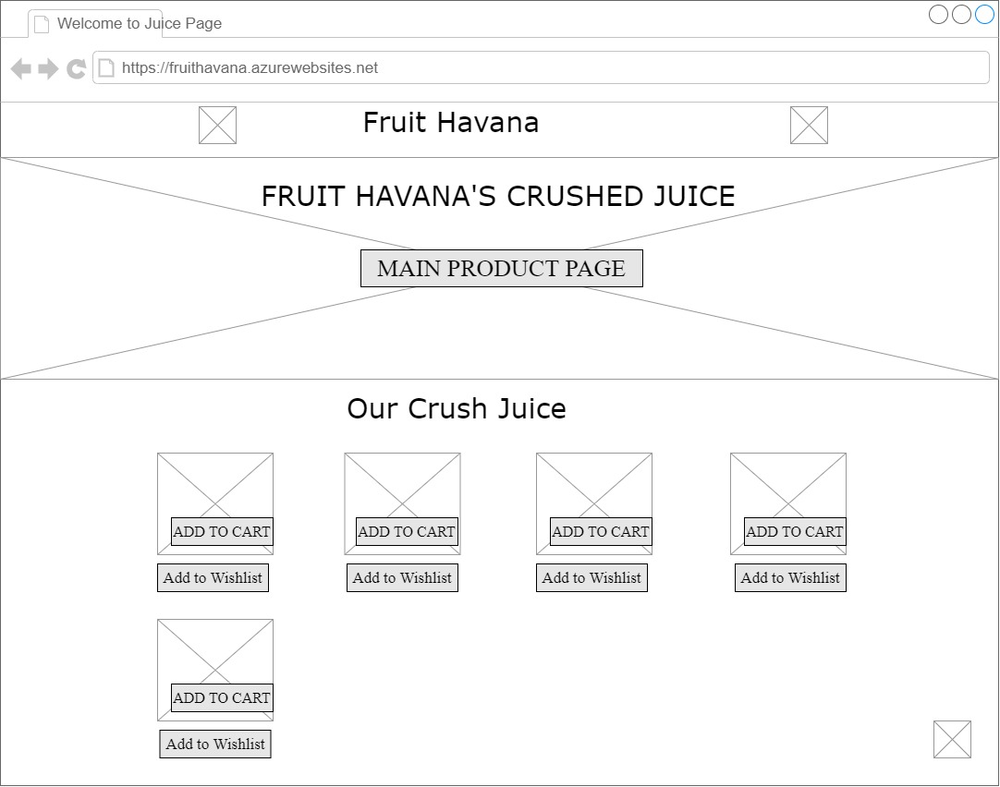 Welcome to Juice Page
https://fruithavana.azurewebsites.net
Fruit Havana
FRUIT HAVANA'S CRUSHED JUICE
MAIN PRODUCT PAGE
Our Crush Juice
ADD TO CART ADD TO CART ADD TO CART ADD TO CART
Add to Wishlist Add to Wishlist Add to Wishlist Add to Wishlist
ADD TO CART
Add to Wishlist